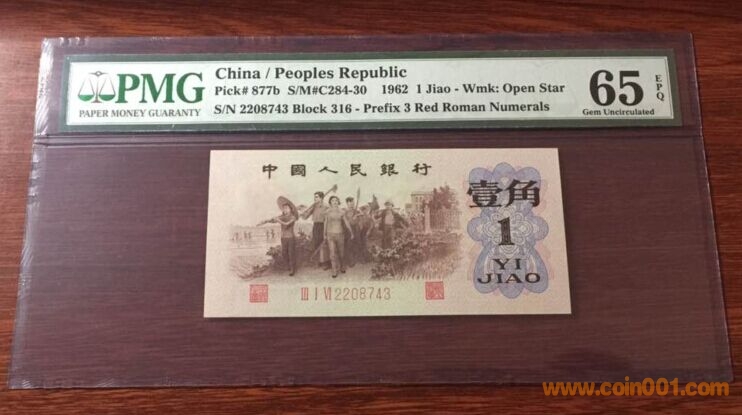 PMG
PAPER MONEY GUARANTY
China / Peoples Republic
Pick# 877b S/M#C284-30 1962 1 Jiao - Wmk: Open Star
S/N 2208743 Block 316 - Prefix 3 Red Roman Numerals
65 EPQ
Gem Uncirculated
中國人民銀行
壹角
1
YI
JIAO
III I VI 2208743
www.coin001.com